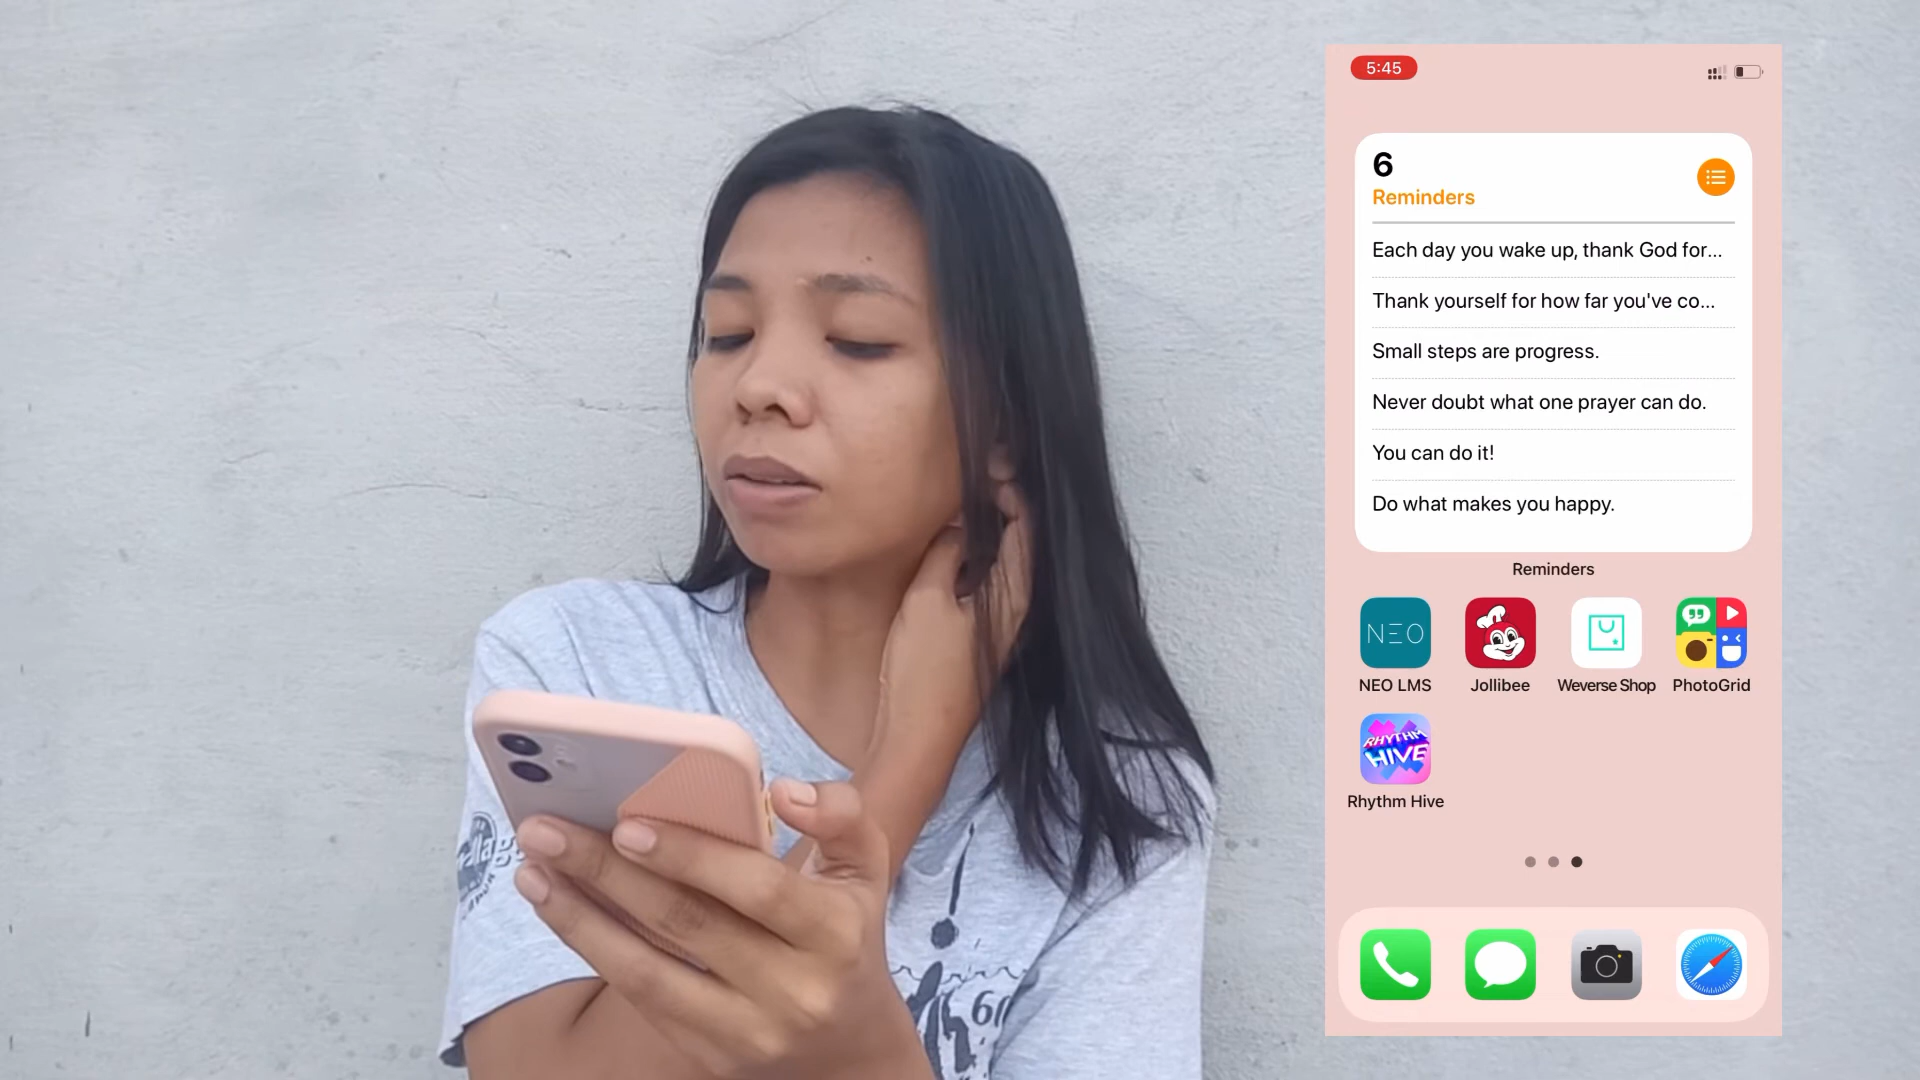 5:45
6
Reminders
Each day you wake up, thank God for...
Thank yourself for how far you've co...
Small steps are progress.
Never doubt what one prayer can do.
You can do it!
Do what makes you happy.
Reminders
NEO
NEO LMS
Jollibee
Weverse Shop
PhotoGrid
RHYTHM
HIVE
Rhythm Hive